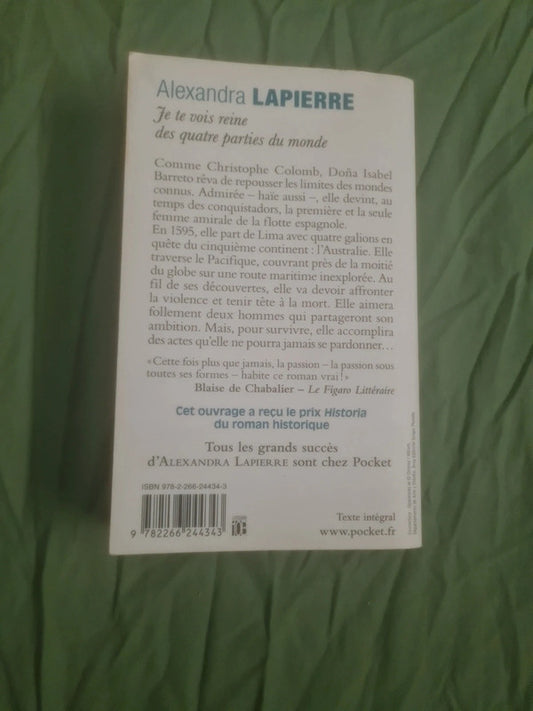 Alexandra LAPIERRE
Je te vois reine
des quatre parties du monde
Comme Christophe Colomb, Doña Isabel
Barreto rêva de repousser les limites des mondes
connus. Admirée – haïe aussi –, elle devint, au
temps des conquistadors, la première et la seule
femme amirale de la flotte espagnole.
En 1595, elle part de Lima avec quatre galions en
quête du cinquième continent : l'Australie. Elle
traverse le Pacifique, couvrant près de la moitié
du globe sur une route maritime inexplorée. Au
fil de ses découvertes, elle va devoir affronter
la violence et tenir tête à la mort. Elle aimera
follement deux hommes qui partageront son
ambition. Mais, pour survivre, elle accomplira
des actes qu'elle ne pourra jamais se pardonner…
« Cette fois plus que jamais, la passion – la passion sous
toutes ses formes – habite ce roman vrai ! »
Blaise de Chabalier – Le Figaro Littéraire
Cet ouvrage a reçu le prix Historia
du roman historique
Tous les grands succès
d'ALEXANDRA LAPIERRE sont chez Pocket
ISBN 978-2-266-24434-3
9 782266 244343
Texte intégral
www.pocket.fr